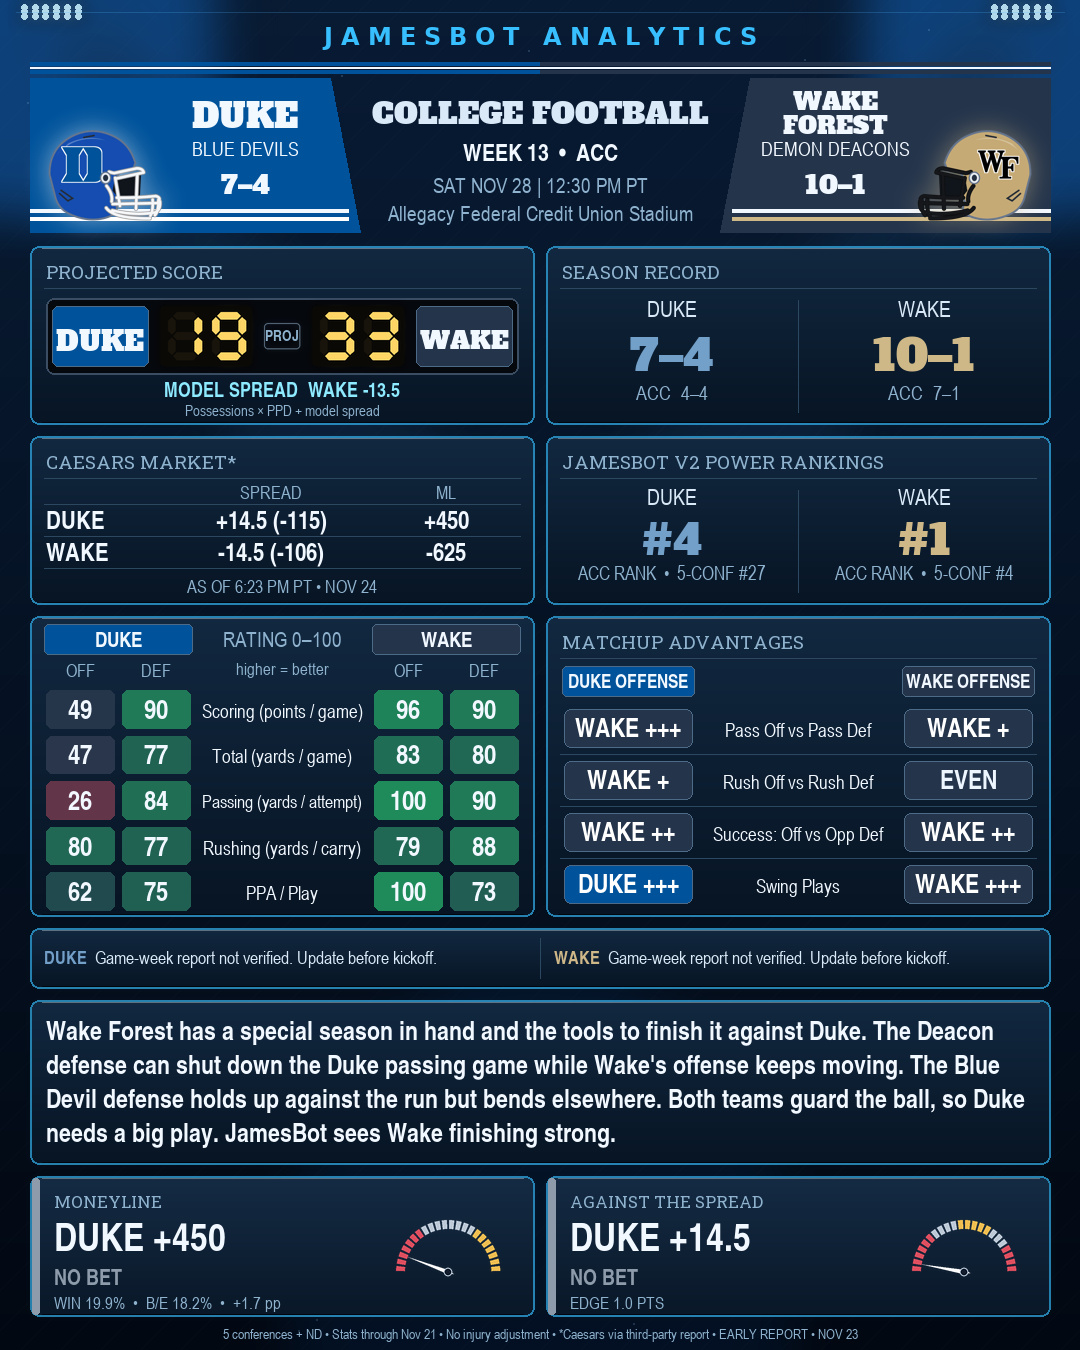 JAMESBOT ANALYTICS
DUKE
BLUE DEVILS
7–4
COLLEGE FOOTBALL
WEEK 13 • ACC
SAT NOV 28 | 12:30 PM PT
Allegacy Federal Credit Union Stadium
WAKE
FOREST
DEMON DEACONS
10–1
D
WF
PROJECTED SCORE
DUKE 19 PROJ 33 WAKE
MODEL SPREAD WAKE -13.5
Possessions × PPD + model spread
SEASON RECORD
DUKE WAKE
7–4 10–1
ACC 4–4 ACC 7–1
CAESARS MARKET*
SPREAD ML
DUKE +14.5 (-115) +450
WAKE -14.5 (-106) -625
AS OF 6:23 PM PT • NOV 24
JAMESBOT V2 POWER RANKINGS
DUKE WAKE
#4 #1
ACC RANK • 5-CONF #27 ACC RANK • 5-CONF #4
DUKE RATING 0–100 WAKE
OFF DEF higher = better OFF DEF
49 90 Scoring (points / game) 96 90
47 77 Total (yards / game) 83 80
26 84 Passing (yards / attempt) 100 90
80 77 Rushing (yards / carry) 79 88
62 75 PPA / Play 100 73
MATCHUP ADVANTAGES
DUKE OFFENSE WAKE OFFENSE
WAKE +++ Pass Off vs Pass Def WAKE +
WAKE + Rush Off vs Rush Def EVEN
WAKE ++ Success: Off vs Opp Def WAKE ++
DUKE +++ Swing Plays WAKE +++
DUKE Game-week report not verified. Update before kickoff.
WAKE Game-week report not verified. Update before kickoff.
Wake Forest has a special season in hand and the tools to finish it against Duke. The Deacon
defense can shut down the Duke passing game while Wake's offense keeps moving. The Blue
Devil defense holds up against the run but bends elsewhere. Both teams guard the ball, so Duke
needs a big play. JamesBot sees Wake finishing strong.
MONEYLINE
DUKE +450
NO BET
WIN 19.9% • B/E 18.2% • +1.7 pp
AGAINST THE SPREAD
DUKE +14.5
NO BET
EDGE 1.0 PTS
5 conferences + ND • Stats through Nov 21 • No injury adjustment • *Caesars via third-party report • EARLY REPORT • NOV 23